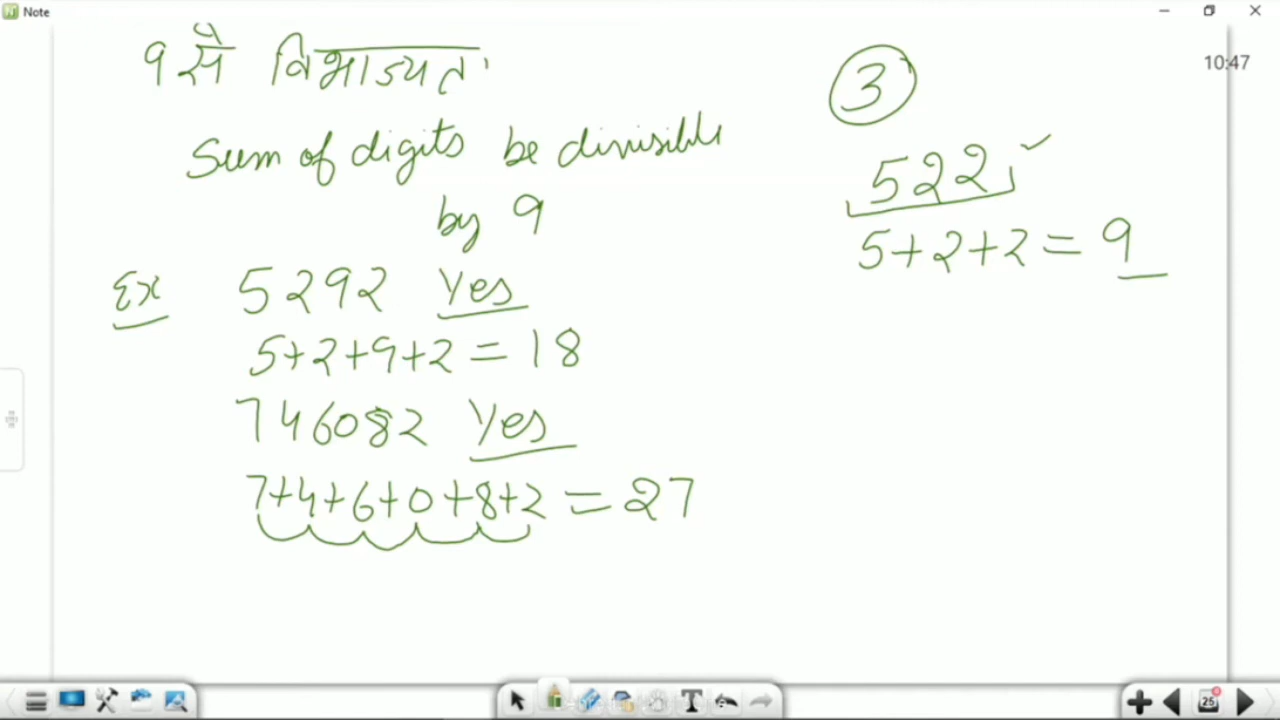 Note
10:47
9 से विभाज्यता
Sum of digits be divisible
by 9
Ex 5292 Yes
5+2+9+2=18
746082 Yes
7+4+6+0+8+2=27
3
522 ✓
5+2+2=9
T
25